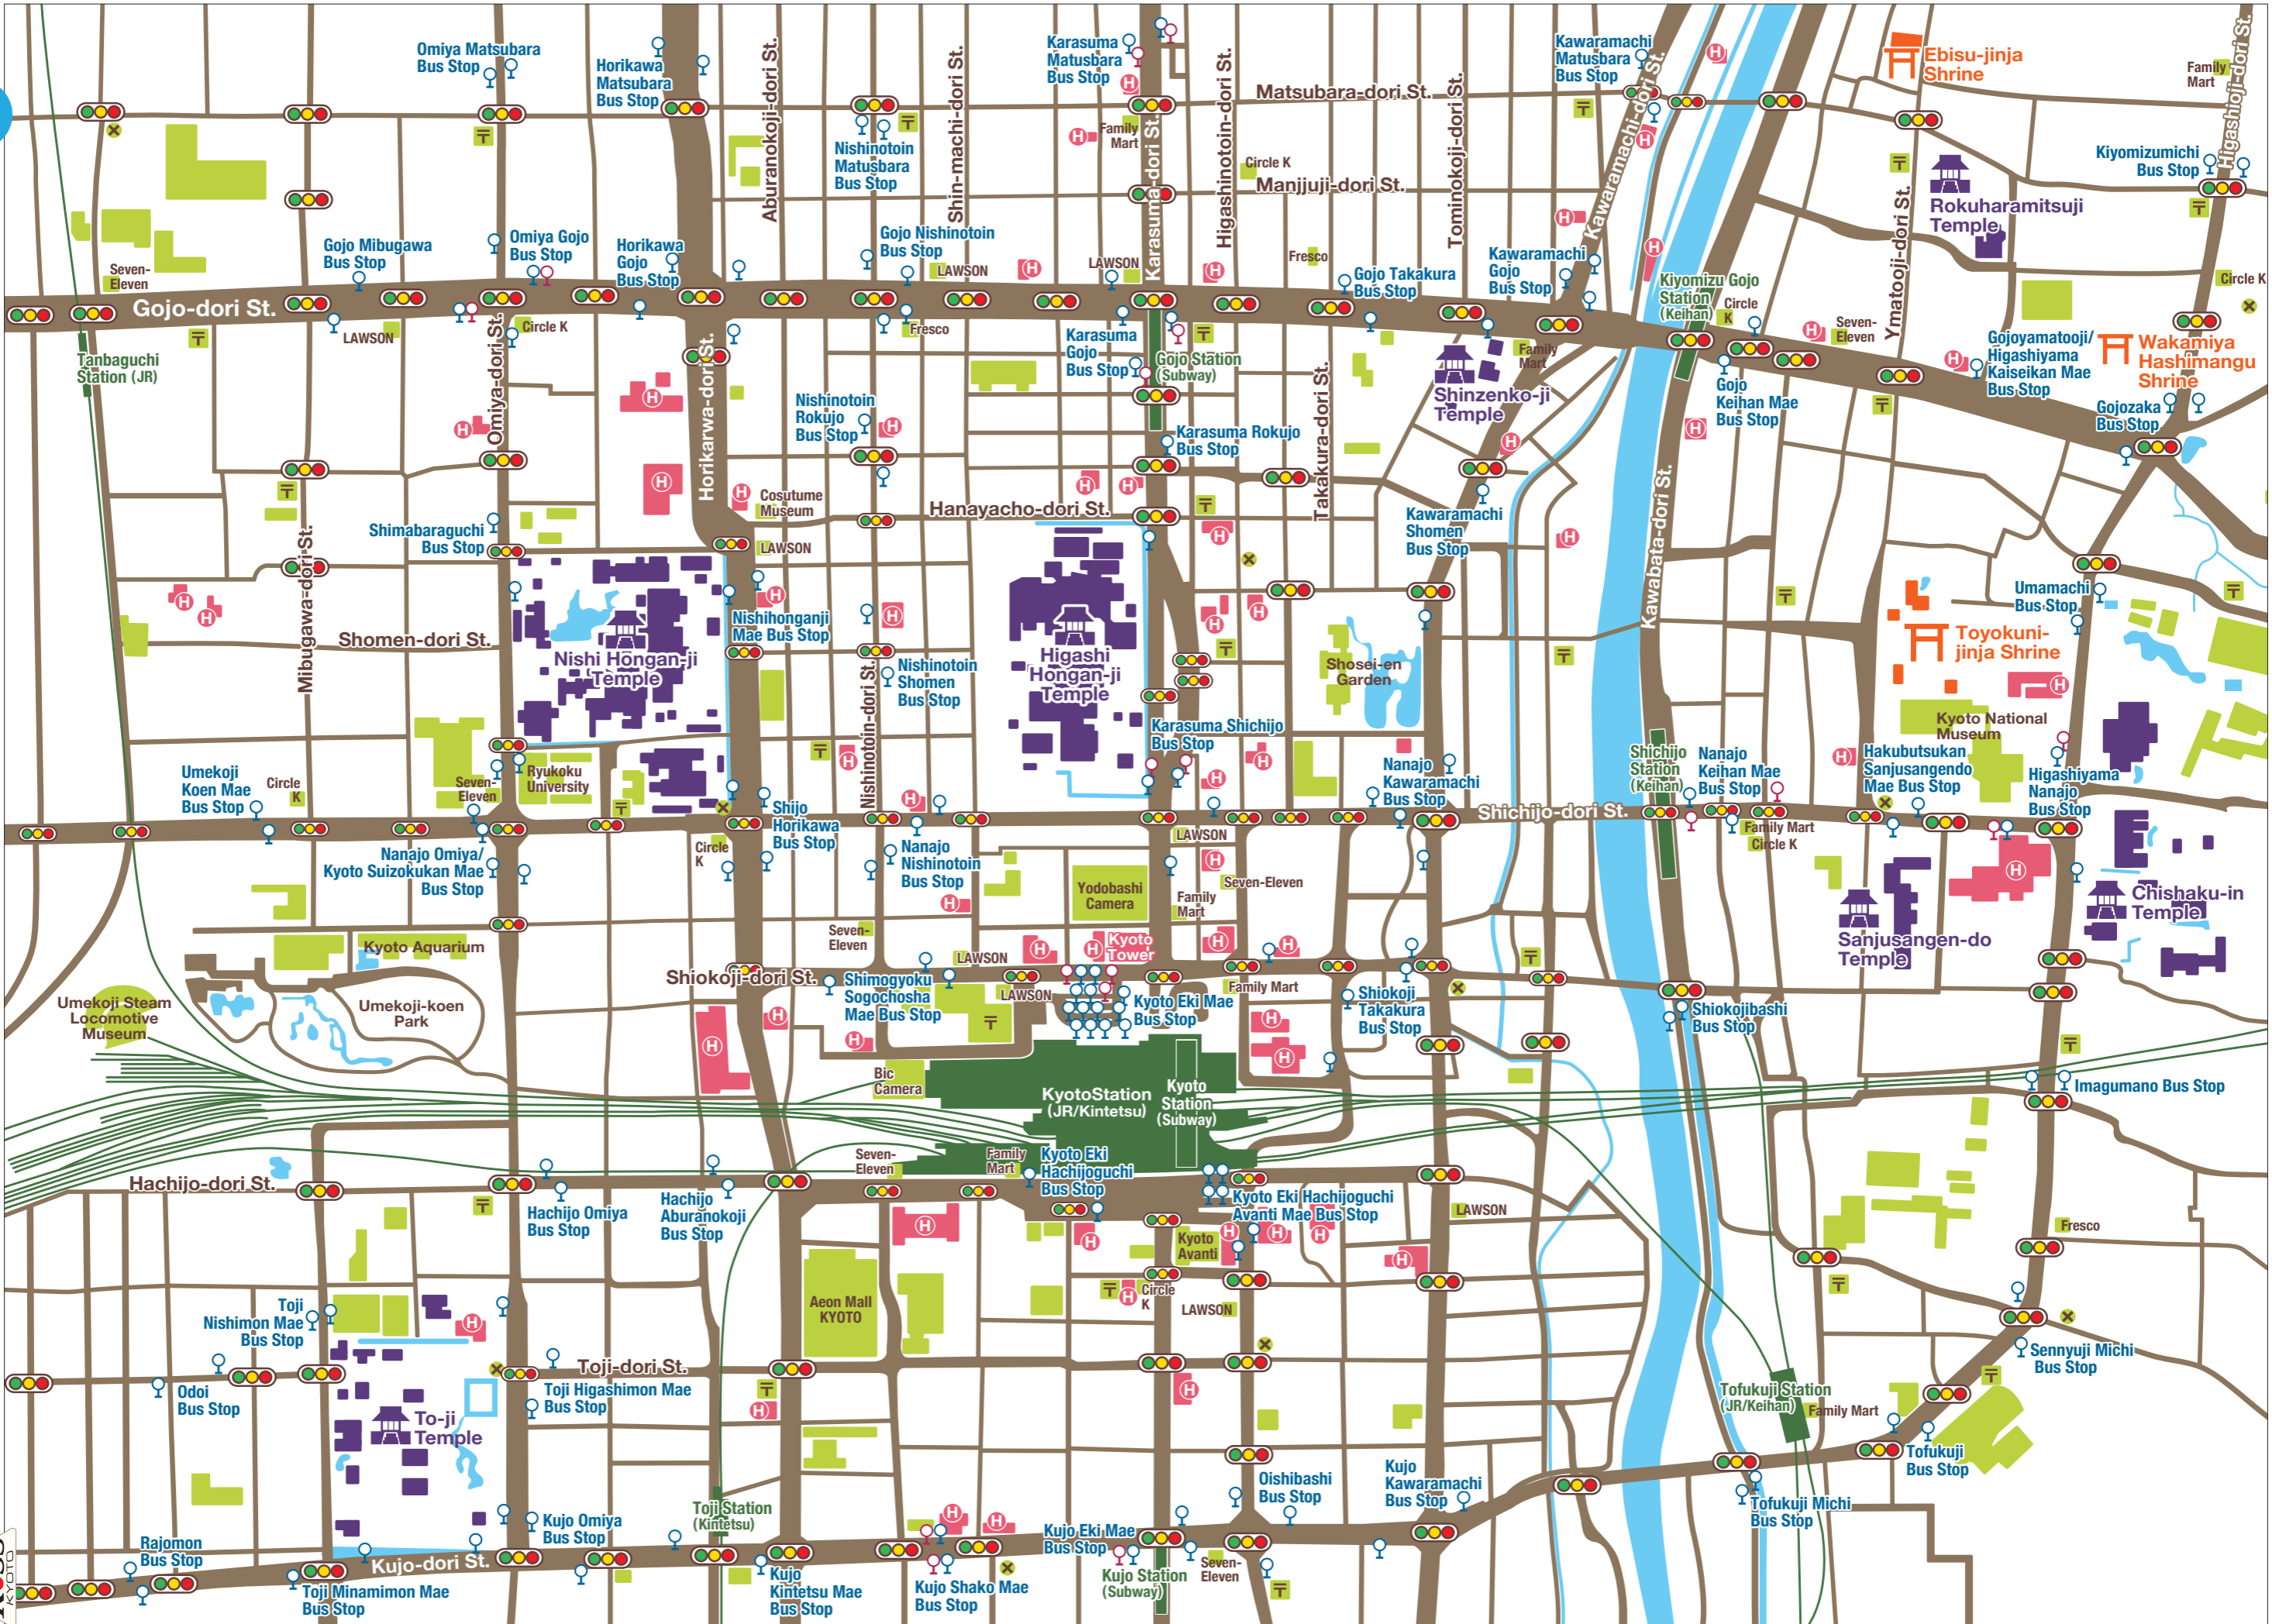 Omiya Matsubara
Bus Stop
Horikawa
Matsubara
Bus Stop
Aburanokoji-dori St.
Shin-machi-dori St.
Karasuma
Matusbara
Bus Stop
Higashinotoin-dori St.
Matsubara-dori St.
Tominokoji-dori St.
Kawaramachi
Matusbara
Bus Stop
Kawaramachi-dori St.
Ebisu-jinja
Shrine
Family
Mart
Higashioji-dori St.
Nishinotoin
Matusbara
Bus Stop
Family
Mart
Karasuma-dori St.
Circle K
Manjjuji-dori St.
Kiyomizumichi
Bus Stop
Rokuharamitsuji
Temple
Ymatooji-dori St.
Seven-
Eleven
Gojo Mibugawa
Bus Stop
Omiya Gojo
Bus Stop
Horikawa
Gojo
Bus Stop
Gojo Nishinotoin
Bus Stop
LAWSON
LAWSON
Fresco
Gojo Takakura
Bus Stop
Kawaramachi
Gojo
Bus Stop
Kiyomizu Gojo
Station
(Keihan)
Circle
K
Circle K
Gojo-dori St.
LAWSON
Circle K
Fresco
Seven-
Eleven
Tanbaguchi
Station (JR)
Omiya-dori St.
Horikarwa-dori St.
Karasuma
Gojo
Bus Stop
Gojo Station
(Subway)
Family
Mart
Shinzenko-ji
Temple
Gojo
Keihan Mae
Bus Stop
Gojoyamatooji/
Higashiyama
Kaiseikan Mae
Bus Stop
Wakamiya
Hashimangu
Shrine
Gojozaka
Bus Stop
Nishinotoin
Rokujo
Bus Stop
Karasuma Rokujo
Bus Stop
Takakura-dori St.
Cosutume
Museum
Hanayacho-dori St.
Kawaramachi
Shomen
Bus Stop
Kawabata-dori St.
Shimabaraguchi
Bus Stop
LAWSON
Mibugawa-dori St.
Umamachi
Bus Stop
Nishihonganji
Mae Bus Stop
Shomen-dori St.
Nishi Hongan-ji
Temple
Nishinotoin
Shomen
Bus Stop
Nishinotoin-dori St.
Higashi
Hongan-ji
Temple
Shosei-en
Garden
Toyokuni-
jinja Shrine
Karasuma Shichijo
Bus Stop
Kyoto National
Museum
Umekoji
Koen Mae
Bus Stop
Circle
K
Seven-
Eleven
Ryukoku
University
Shijo
Horikawa
Bus Stop
Nanajo
Kawaramachi
Bus Stop
Shichijo
Station
(Keihan)
Nanajo
Keihan Mae
Bus Stop
Hakubutsukan
Sanjusangendo
Mae Bus Stop
Higashiyama
Nanajo
Bus Stop
Shichijo-dori St.
Nanajo Omiya/
Kyoto Suizokukan Mae
Bus Stop
Circle
K
Nanajo
Nishinotoin
Bus Stop
LAWSON
Family Mart
Circle K
Yodobashi
Camera
Seven-Eleven
Family
Mart
Chishaku-in
Temple
Sanjusangen-do
Temple
Kyoto Aquarium
Seven-
Eleven
LAWSON
Kyoto
Tower
Shiokoji-dori St.
Umekoji Steam
Locomotive
Museum
Umekoji-koen
Park
Shimogyoku
Sogochosha
Mae Bus Stop
LAWSON
Kyoto Eki Mae
Bus Stop
Family Mart
Shiokoji
Takakura
Bus Stop
Shiokojibashi
Bus Stop
Bic
Camera
KyotoStation
(JR/Kintetsu)
Kyoto
Station
(Subway)
Imagumano Bus Stop
Hachijo-dori St.
Hachijo Omiya
Bus Stop
Hachijo
Aburanokoji
Bus Stop
Seven-
Eleven
Family
Mart
Kyoto Eki
Hachijoguchi
Bus Stop
Kyoto Eki Hachijoguchi
Avanti Mae Bus Stop
LAWSON
Fresco
Kyoto
Avanti
Toji
Nishimon Mae
Bus Stop
Aeon Mall
KYOTO
Circle
K
LAWSON
Odoi
Bus Stop
Toji-dori St.
Toji Higashimon Mae
Bus Stop
To-ji
Temple
Sennyuji Michi
Bus Stop
Tofukuji Station
(JR/Keihan)
Family Mart
Tofukuji
Bus Stop
Toji Station
(Kintetsu)
Kujo Omiya
Bus Stop
Oishibashi
Bus Stop
Kujo
Kawaramachi
Bus Stop
Tofukuji Michi
Bus Stop
Rajomon
Bus Stop
Kujo-dori St.
Toji Minamimon Mae
Bus Stop
Kujo
Kintetsu Mae
Bus Stop
Kujo Shako Mae
Bus Stop
Kujo Eki Mae
Bus Stop
Kujo Station
(Subway)
Seven-
Eleven
KYOTO